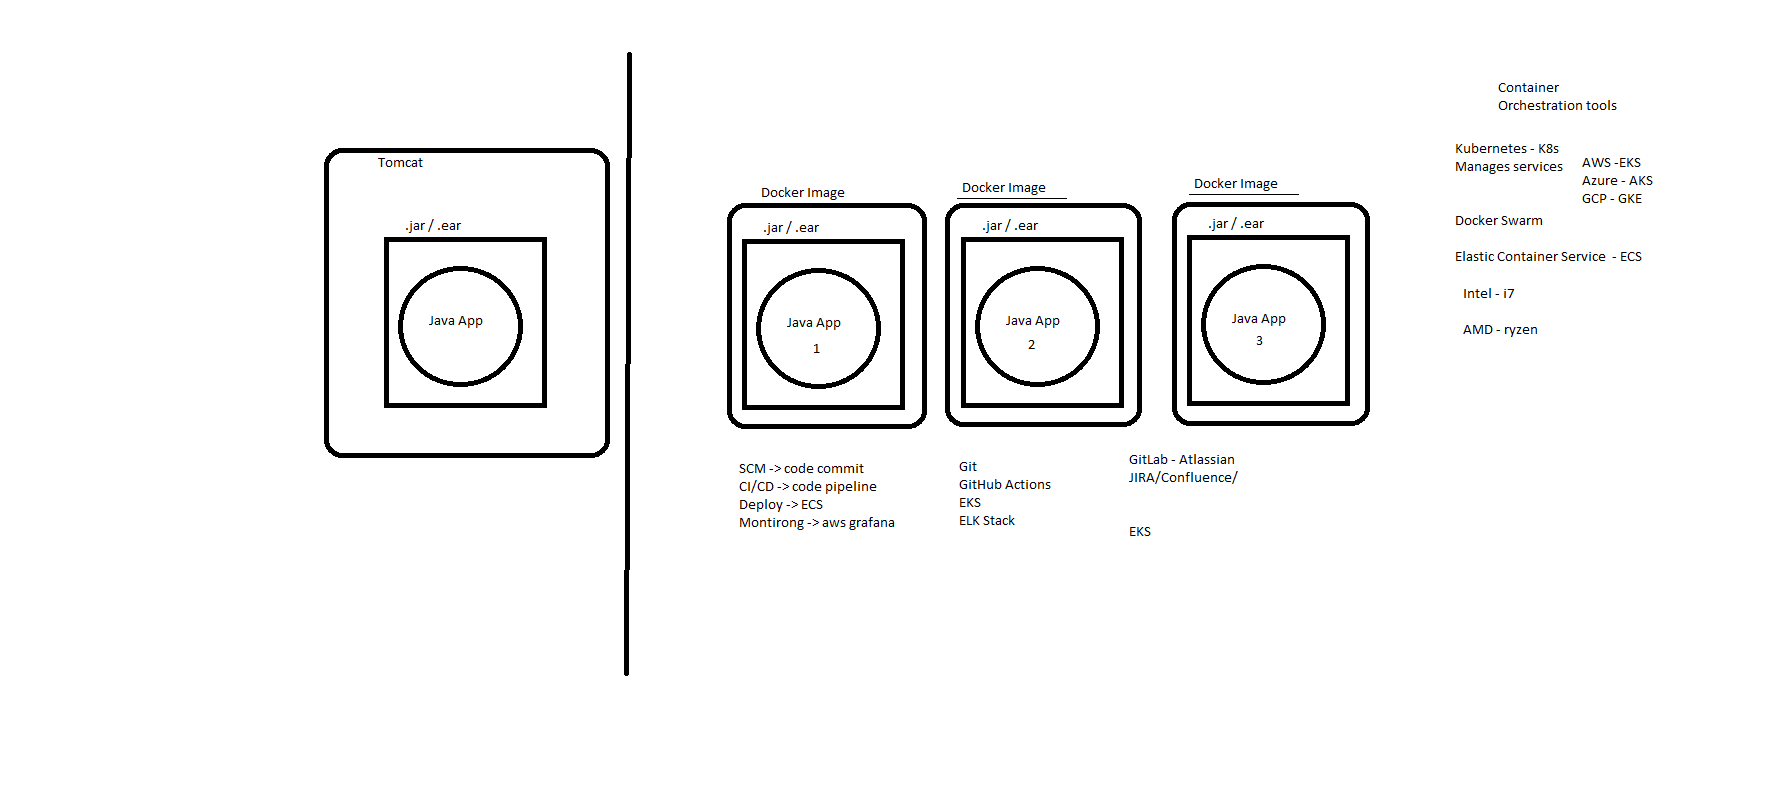 Tomcat
.jar / .ear
Java App
Docker Image
.jar / .ear
Java App
1
Docker Image
.jar / .ear
Java App
2
Docker Image
.jar / .ear
Java App
3
SCM -> code commit
CI/CD -> code pipeline
Deploy -> ECS
Montirong -> aws grafana
Git
GitHub Actions
EKS
ELK Stack
GitLab - Atlassian
JIRA/Confluence/
EKS
Container
Orchestration tools
Kubernetes - K8s
Manages services
AWS -EKS
Azure - AKS
GCP - GKE
Docker Swarm
Elastic Container Service  - ECS
Intel - i7
AMD - ryzen